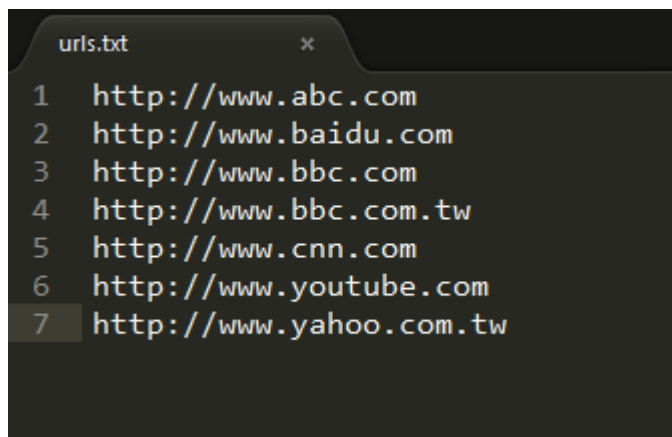 urls.txt ×
1 http://www.abc.com
2 http://www.baidu.com
3 http://www.bbc.com
4 http://www.bbc.com.tw
5 http://www.cnn.com
6 http://www.youtube.com
7 http://www.yahoo.com.tw